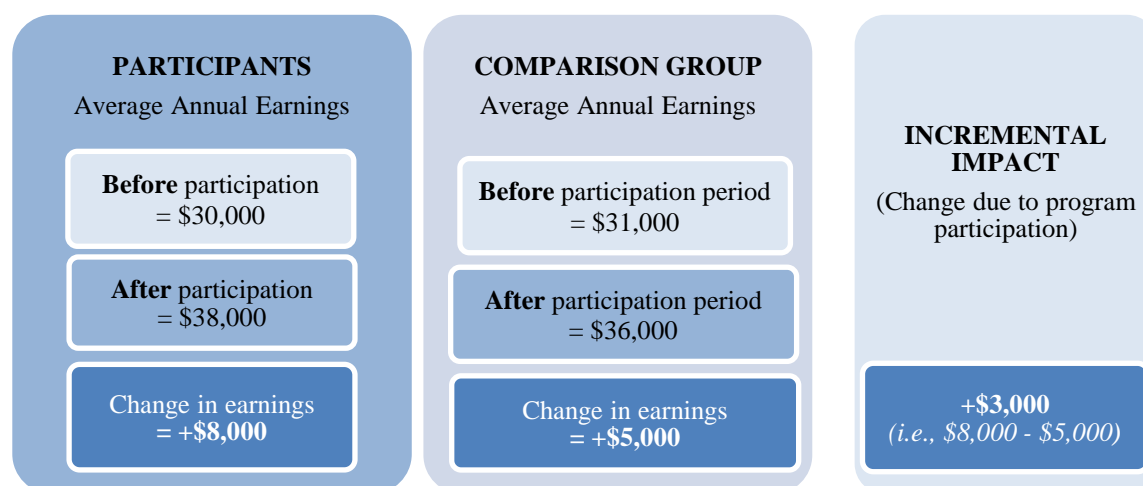 PARTICIPANTS
Average Annual Earnings
Before participation
= $30,000
After participation
= $38,000
Change in earnings
= +$8,000
COMPARISON GROUP
Average Annual Earnings
Before participation period
= $31,000
After participation period
= $36,000
Change in earnings
= +$5,000
INCREMENTAL
IMPACT
(Change due to program
participation)
+$3,000
(i.e., $8,000 - $5,000)